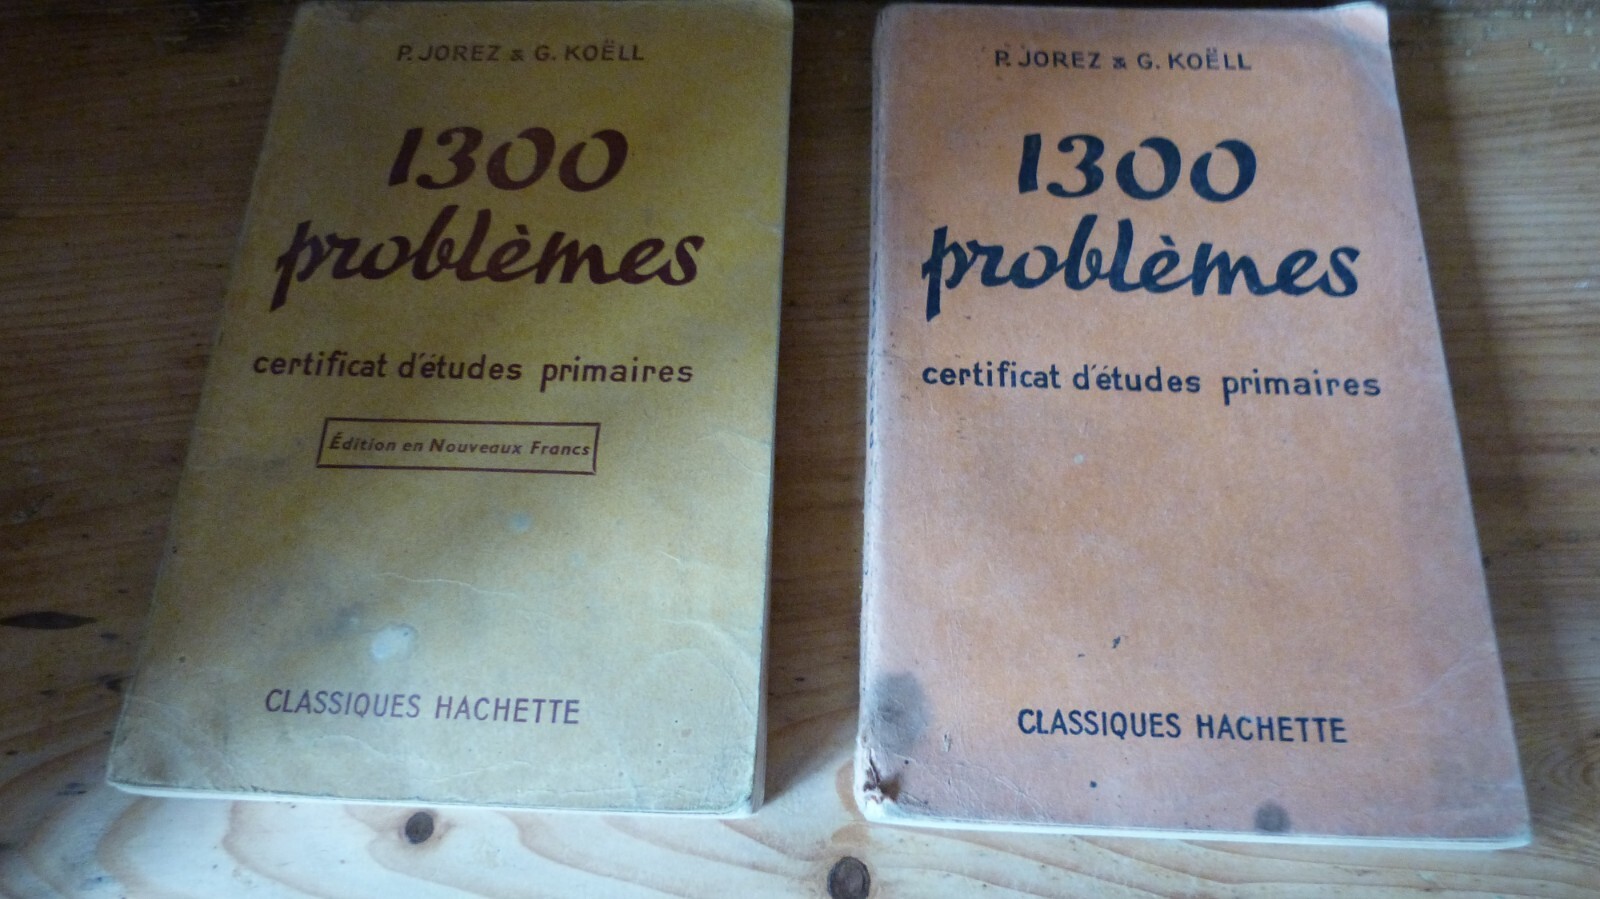 P. JOREZ & G. KOËLL
1300
problèmes
certificat d'études primaires
Édition en Nouveaux Francs
CLASSIQUES HACHETTE
P. JOREZ & G. KOËLL
1300
problèmes
certificat d'études primaires
CLASSIQUES HACHETTE